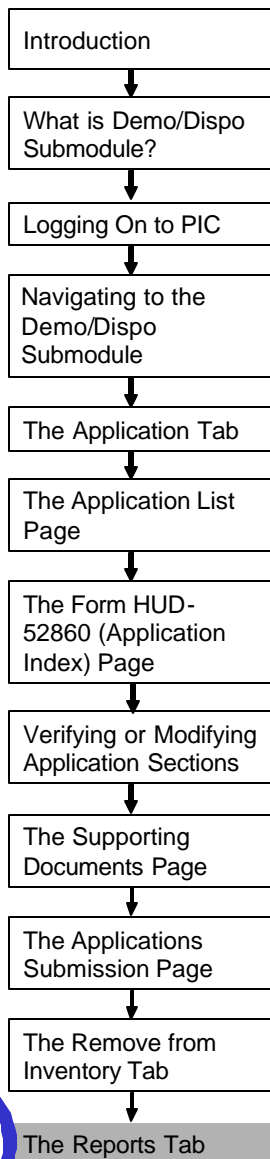 Introduction
What is Demo/Dispo
Submodule?
Logging On to PIC
Navigating to the
Demo/Dispo
Submodule
The Application Tab
The Application List
Page
The Form HUD-
52860 (Application
Index) Page
Verifying or Modifying
Application Sections
The Supporting
Documents Page
The Applications
Submission Page
The Remove from
Inventory Tab
The Reports Tab